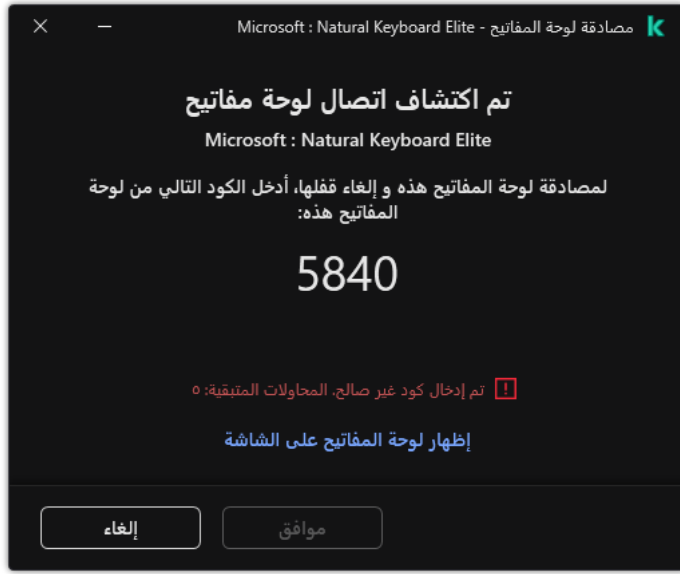 مصادقة لوحة المفاتيح - Microsoft : Natural Keyboard Elite
تم اكتشاف اتصال لوحة مفاتيح
Microsoft : Natural Keyboard Elite
لمصادقة لوحة المفاتيح هذه و إلغاء قفلها، أدخل الكود التالي من لوحة
المفاتيح هذه:
5840
تم إدخال كود غير صالح. المحاولات المتبقية: ٥
إظهار لوحة المفاتيح على الشاشة
موافق
إلغاء